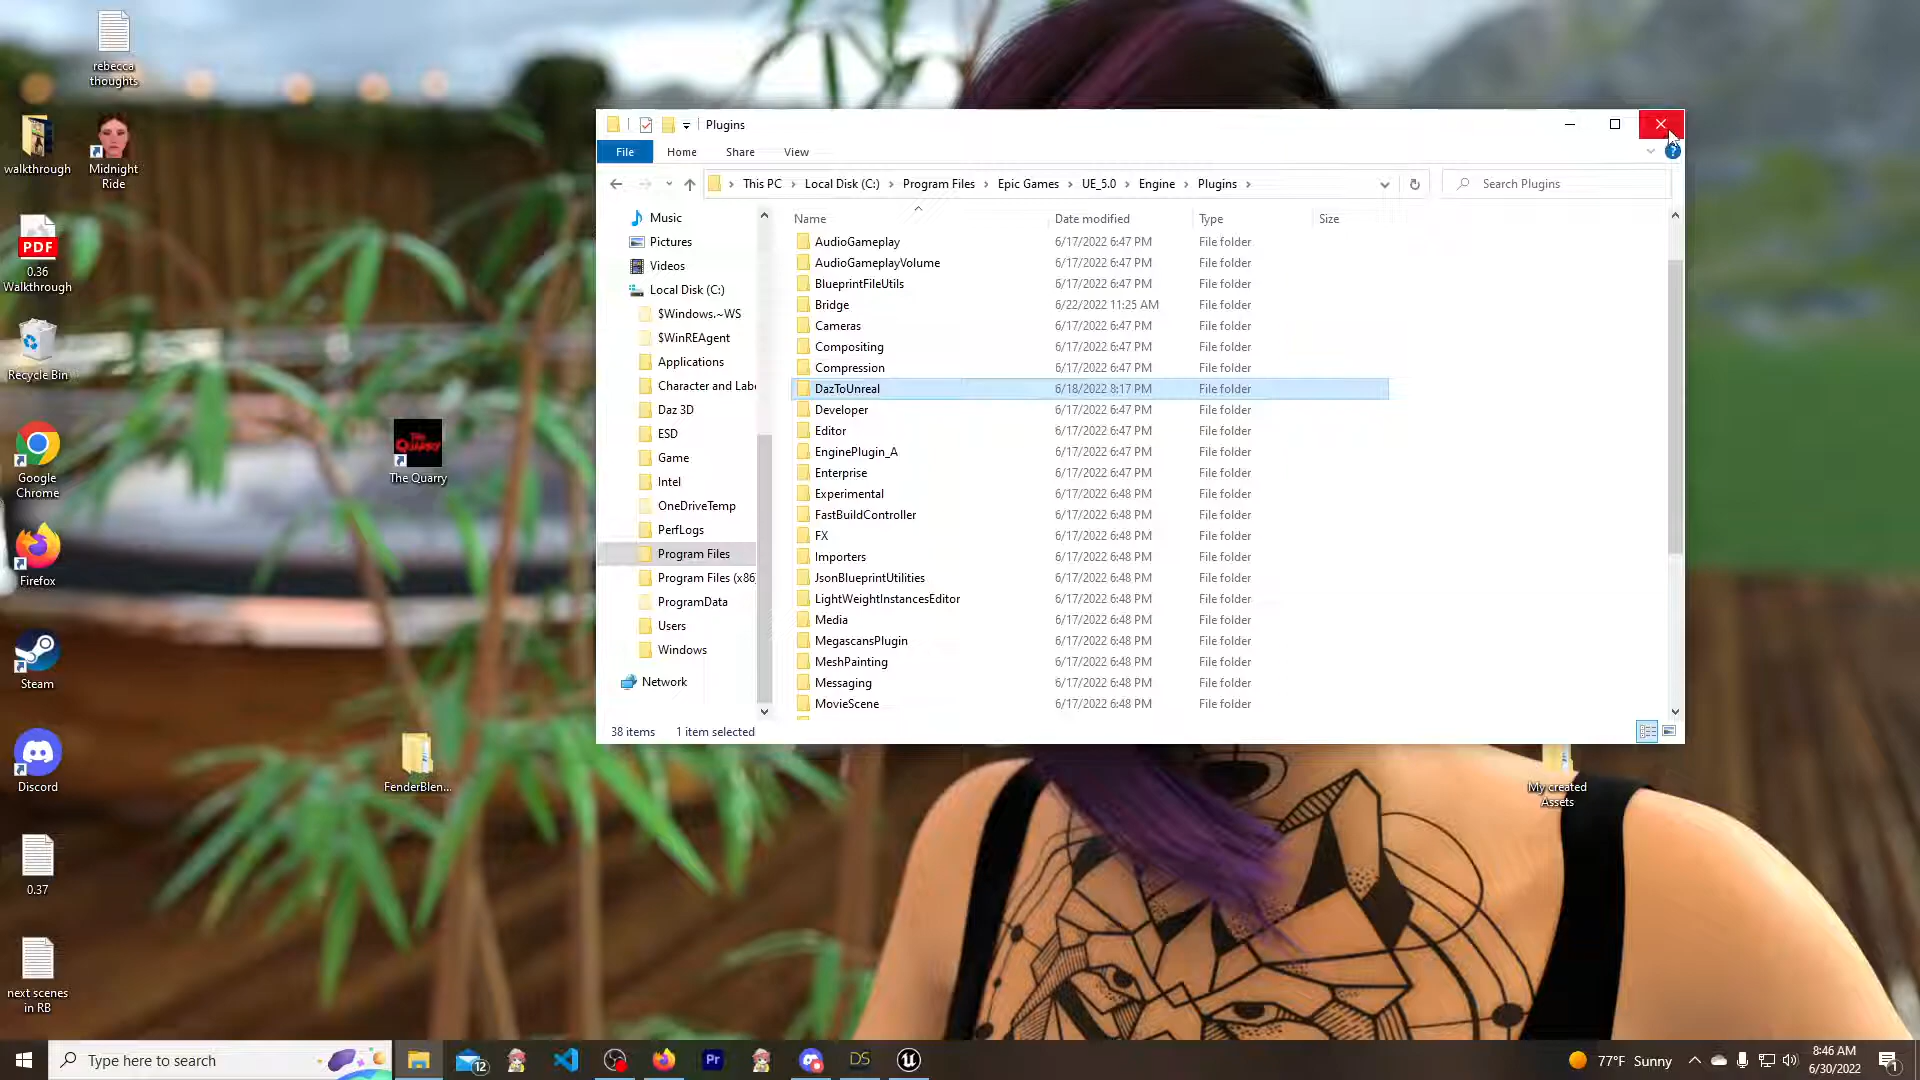 rebecca
thoughts
walkthrough
Midnight
Ride
PDF
0.36
Walkthrough
Recycle Bin
Google
Chrome
THE
QUARRY
The Quarry
Firefox
Steam
Discord
FenderBlen...
0.37
next scenes
in RB
My created
Assets
Plugins
File
Home
Share
View
This PC
Local Disk (C:)
Program Files
Epic Games
UE_5.0
Engine
Plugins
Search Plugins
Music
Pictures
Videos
Local Disk (C:)
$Windows.~WS
$WinREAgent
Applications
Character and Labe
Daz 3D
ESD
Game
Intel
OneDriveTemp
PerfLogs
Program Files
Program Files (x86)
ProgramData
Users
Windows
Network
Name Date modified Type Size
AudioGameplay 6/17/2022 6:47 PM File folder
AudioGameplayVolume 6/17/2022 6:47 PM File folder
BlueprintFileUtils 6/17/2022 6:47 PM File folder
Bridge 6/22/2022 11:25 AM File folder
Cameras 6/17/2022 6:47 PM File folder
Compositing 6/17/2022 6:47 PM File folder
Compression 6/17/2022 6:47 PM File folder
DazToUnreal 6/18/2022 8:17 PM File folder
Developer 6/17/2022 6:47 PM File folder
Editor 6/17/2022 6:47 PM File folder
EnginePlugin_A 6/17/2022 6:47 PM File folder
Enterprise 6/17/2022 6:47 PM File folder
Experimental 6/17/2022 6:48 PM File folder
FastBuildController 6/17/2022 6:48 PM File folder
FX 6/17/2022 6:48 PM File folder
Importers 6/17/2022 6:48 PM File folder
JsonBlueprintUtilities 6/17/2022 6:48 PM File folder
LightWeightInstancesEditor 6/17/2022 6:48 PM File folder
Media 6/17/2022 6:48 PM File folder
MegascansPlugin 6/17/2022 6:48 PM File folder
MeshPainting 6/17/2022 6:48 PM File folder
Messaging 6/17/2022 6:48 PM File folder
MovieScene 6/17/2022 6:48 PM File folder
38 items 1 item selected
Type here to search
12
Pr
DS
77°F Sunny
8:46 AM
6/30/2022
1